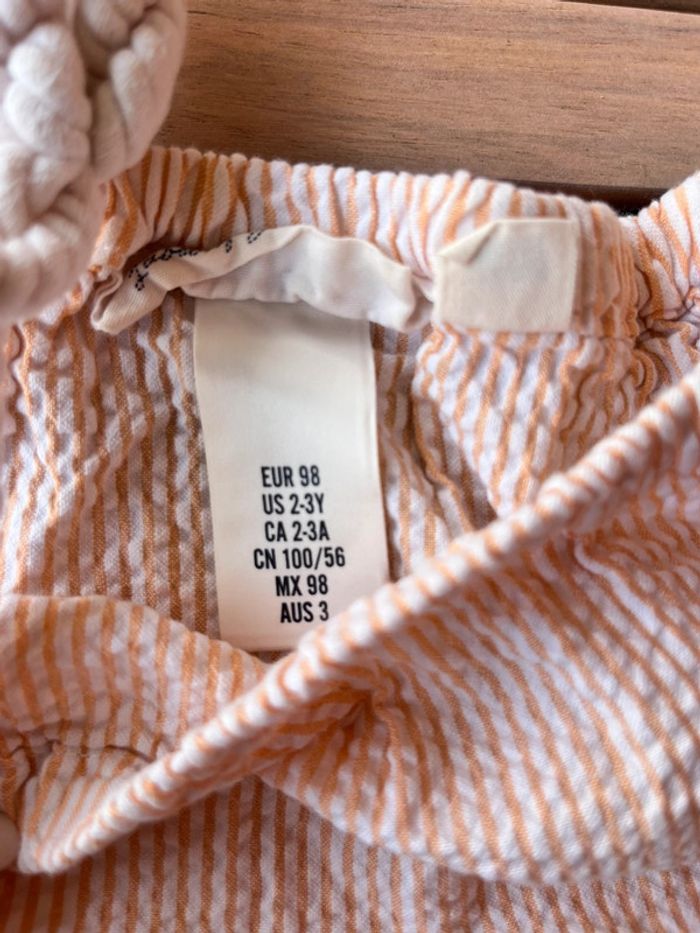 EUR 98
US 2-3Y
CA 2-3A
CN 100/56
MX 98
AUS 3